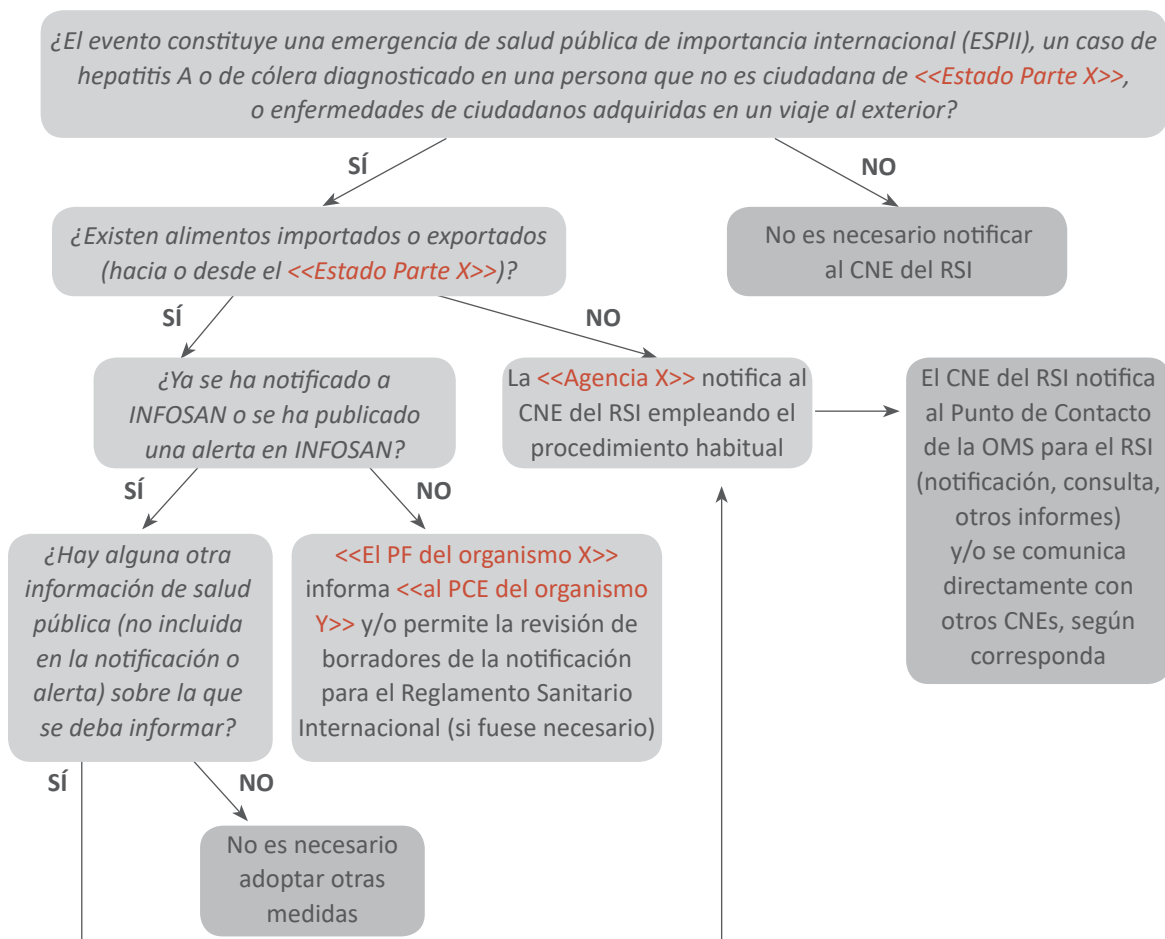 ¿El evento constituye una emergencia de salud pública de importancia internacional (ESPII), un caso de
hepatitis A o de cólera diagnosticado en una persona que no es ciudadana de <<Estado Parte X>>,
o enfermedades de ciudadanos adquiridas en un viaje al exterior?
SÍ
NO
¿Existen alimentos importados o exportados
(hacia o desde el <<Estado Parte X>>)?
No es necesario notificar
al CNE del RSI
SÍ
NO
¿Ya se ha notificado a
INFOSAN o se ha publicado
una alerta en INFOSAN?
La <<Agencia X>> notifica al
CNE del RSI empleando el
procedimiento habitual
El CNE del RSI notifica
al Punto de Contacto
de la OMS para el RSI
(notificación, consulta,
otros informes)
y/o se comunica
directamente con
otros CNEs, según
corresponda
SÍ
NO
¿Hay alguna otra
información de salud
pública (no incluida
en la notificación o
alerta) sobre la que
se deba informar?
<<El PF del organismo X>>
informa <<al PCE del organismo
Y>> y/o permite la revisión de
borradores de la notificación
para el Reglamento Sanitario
Internacional (si fuese necesario)
SÍ
NO
No es necesario
adoptar otras
medidas